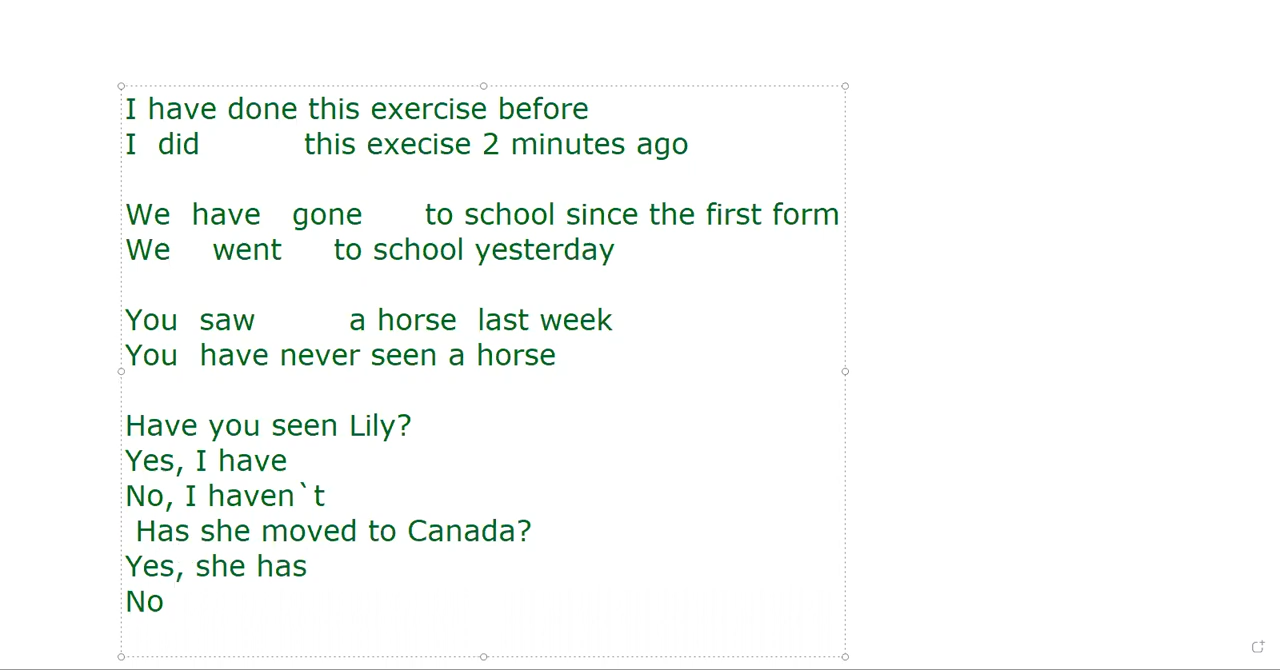 I have done this exercise before
I did this execise 2 minutes ago
We have gone to school since the first form
We went to school yesterday
You saw a horse last week
You have never seen a horse
Have you seen Lily?
Yes, I have
No, I haven`t
Has she moved to Canada?
Yes, she has
No